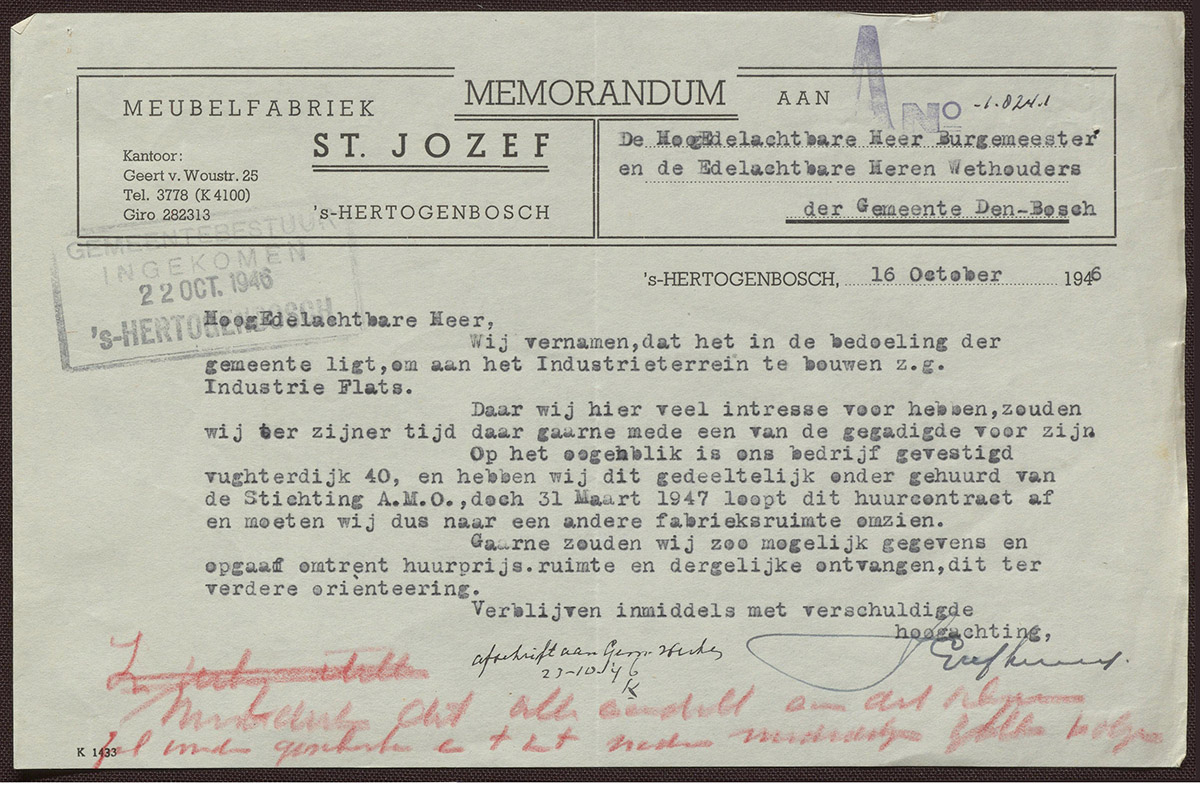 MEMORANDUM
MEUBELFABRIEK
ST. JOZEF
Kantoor:
Geert v. Woustr. 25
Tel. 3778 (K 4100)
Giro 282313
's-HERTOGENBOSCH
AAN
A No -1.824.1
De HoogEdelachtbare Heer Burgemeester
en de Edelachtbare Heren Wethouders
der Gemeente Den-Bosch
GEMEENTEBESTUUR
INGEKOMEN
22 OCT. 1946
's-HERTOGENBOSCH
's-HERTOGENBOSCH, 16 October 1946
HoogEdelachtbare Heer,
Wij vernamen,dat het in de bedoeling der
gemeente ligt,om aan het Industrieterrein te bouwen z.g.
Industrie Flats.
Daar wij hier veel intresse voor hebben,zouden
wij ter zijner tijd daar gaarne mede een van de gegadigde voor zijn
Op het oogenblik is ons bedrijf gevestigd
vughterdijk 40, en hebben wij dit gedeeltelijk onder gehuurd van
de Stichting A.M.O.,doch 31 Maart 1947 loopt dit huurcontract af
en moeten wij dus naar een andere fabrieksruimte omzien.
Gaarne zouden wij zoo mogelijk gegevens en
opgaaf omtrent huurprijs.ruimte en dergelijke ontvangen,dit ter
verdere oriënteering.
Verblijven inmiddels met verschuldigde
hoogachting,
afschrift aan
23-10-46
K
dit alle aan
K 1433